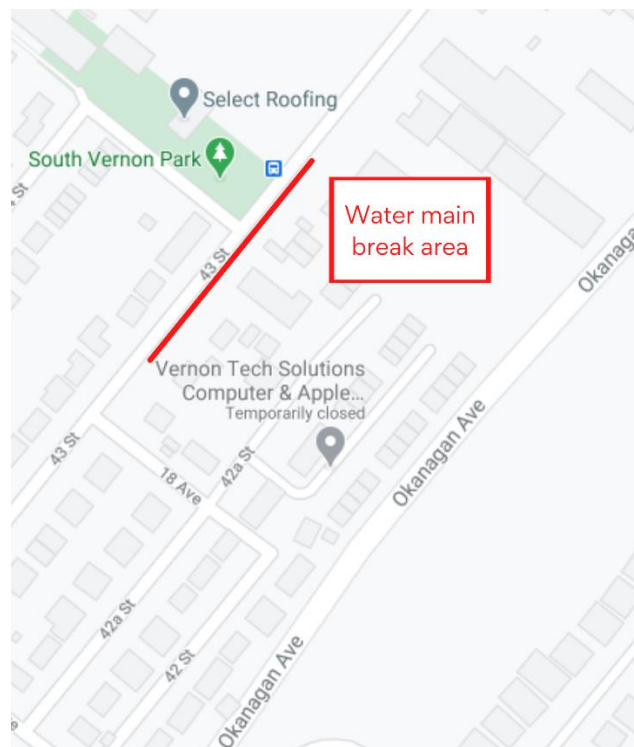 Select Roofing
South Vernon Park
Water main
break area
43 St
Okanaga
Vernon Tech Solutions
Computer & Apple...
Temporarily closed
Okanagan Ave
43 St
42a St
18 Ave
42a St
42 St
Okanagan Ave